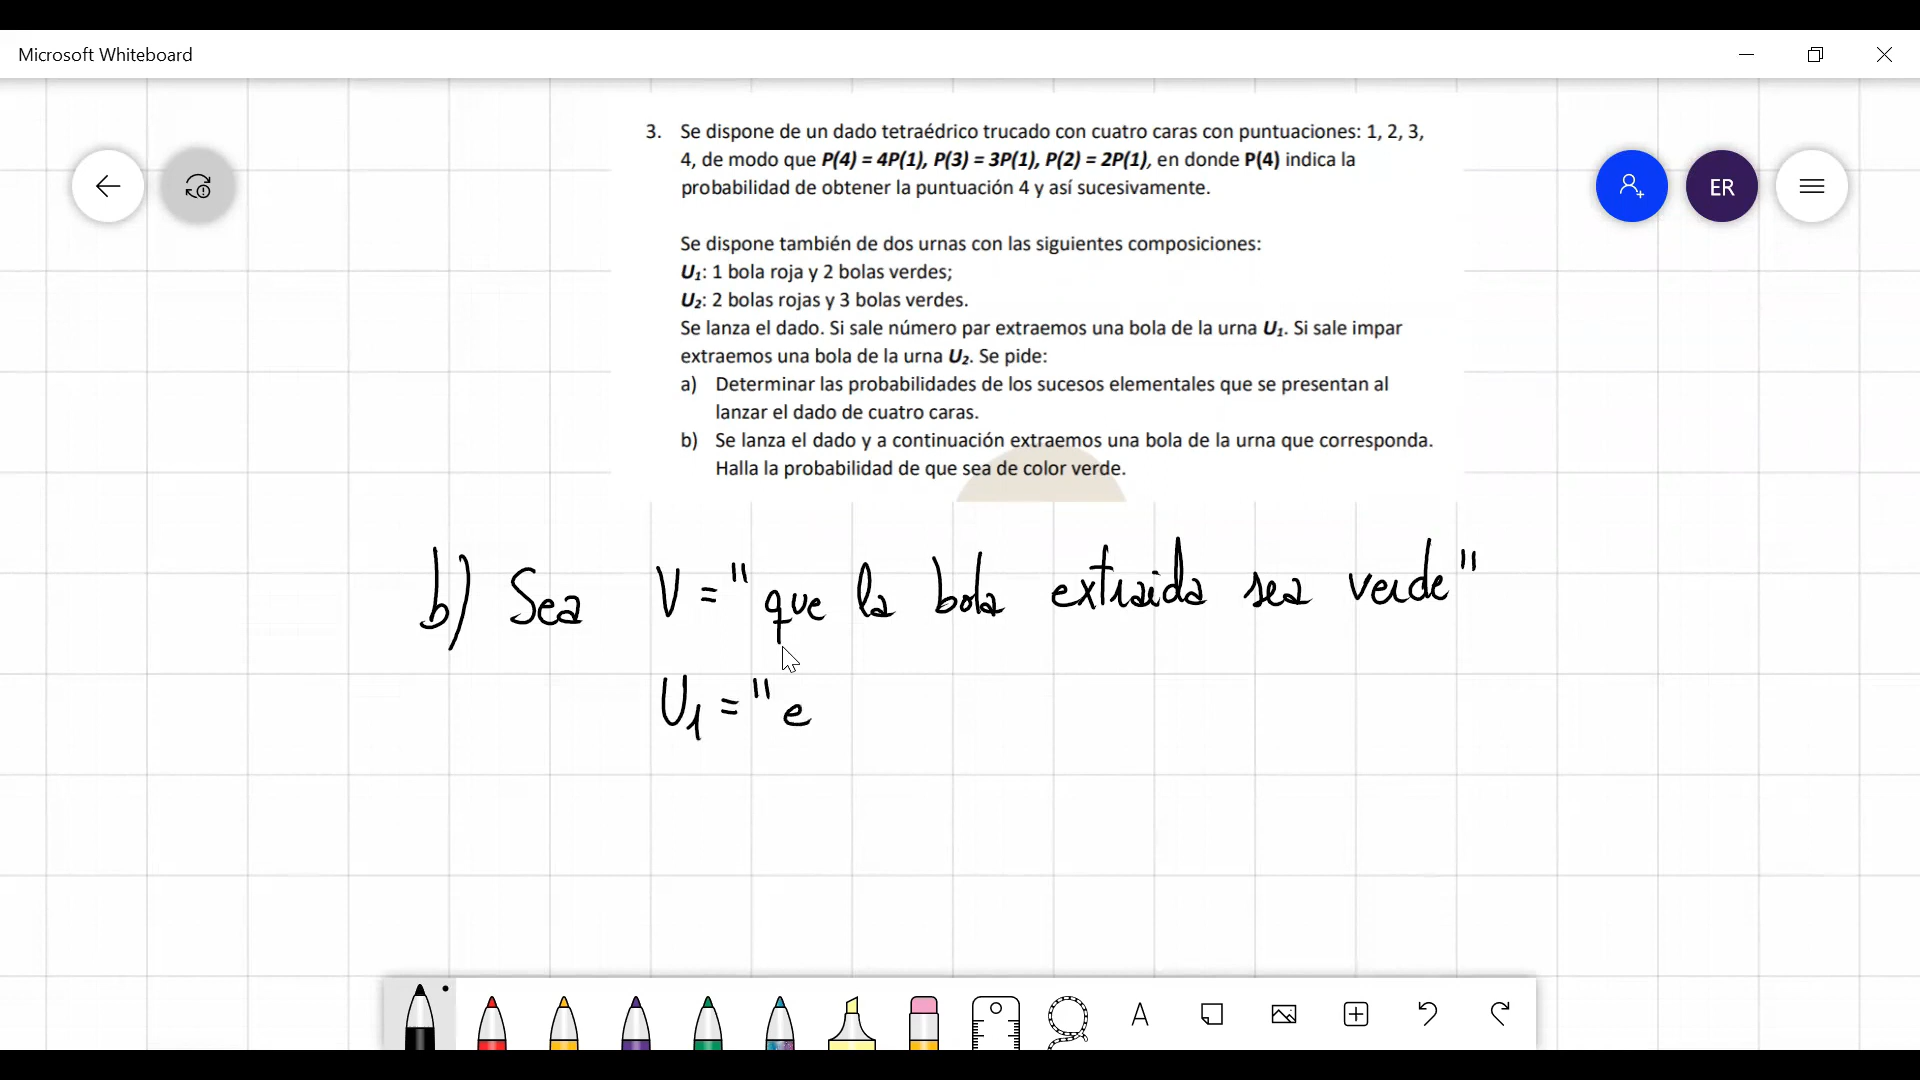 Microsoft Whiteboard
3. Se dispone de un dado tetraédrico trucado con cuatro caras con puntuaciones: 1, 2, 3,
4, de modo que P(4) = 4P(1), P(3) = 3P(1), P(2) = 2P(1), en donde P(4) indica la
probabilidad de obtener la puntuación 4 y así sucesivamente.
Se dispone también de dos urnas con las siguientes composiciones:
U₁: 1 bola roja y 2 bolas verdes;
U₂: 2 bolas rojas y 3 bolas verdes.
Se lanza el dado. Si sale número par extraemos una bola de la urna U₁. Si sale impar
extraemos una bola de la urna U₂. Se pide:
a) Determinar las probabilidades de los sucesos elementales que se presentan al
lanzar el dado de cuatro caras.
b) Se lanza el dado y a continuación extraemos una bola de la urna que corresponda.
Halla la probabilidad de que sea de color verde.
ER
b) Sea V = "que la bola extraida sea verde"
U₁ = "e
A